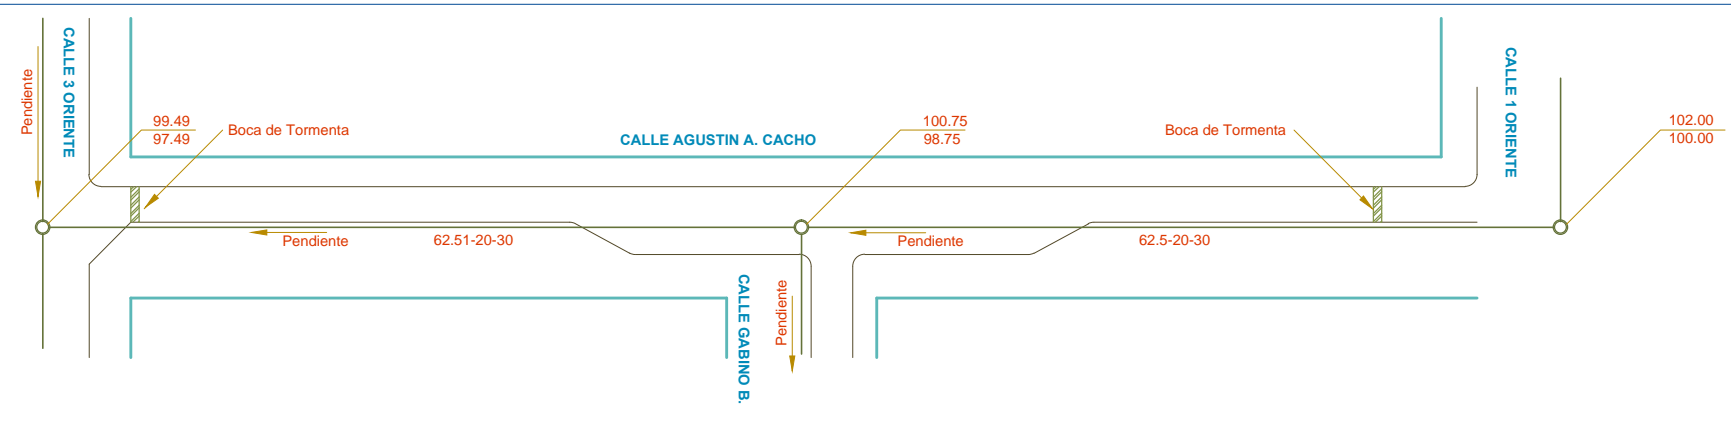 CALLE 3 ORIENTE
Pendiente
99.49
97.49
Boca de Tormenta
CALLE AGUSTIN A. CACHO
100.75
98.75
Boca de Tormenta
CALLE 1 ORIENTE
102.00
100.00
Pendiente
62.51-20-30
Pendiente
62.5-20-30
CALLE GABINO B.
Pendiente